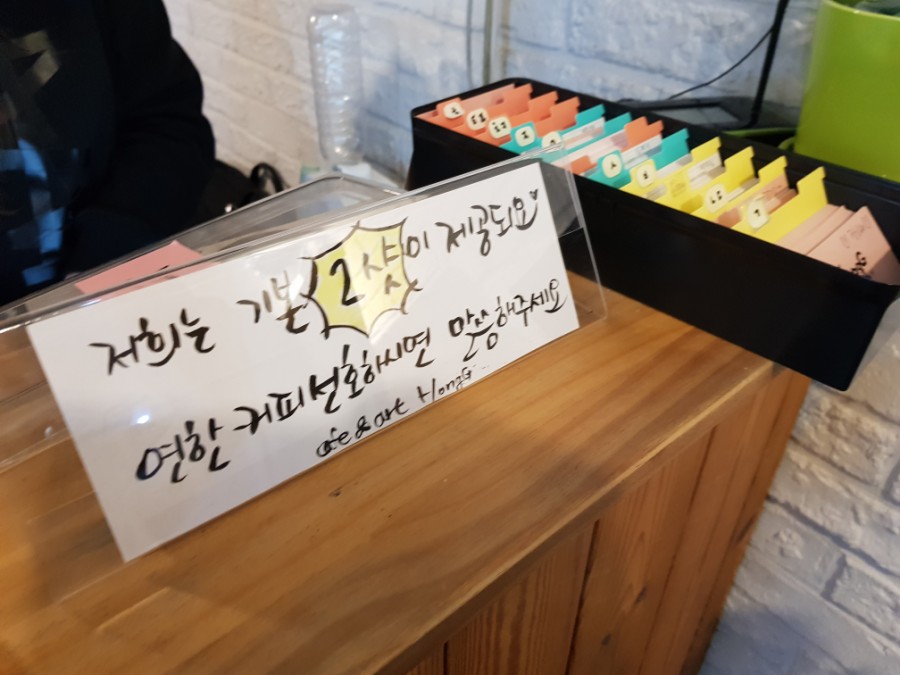 저희는 기본 2샷이 제공되요
연한 커피선호하시면 말씀해주세요